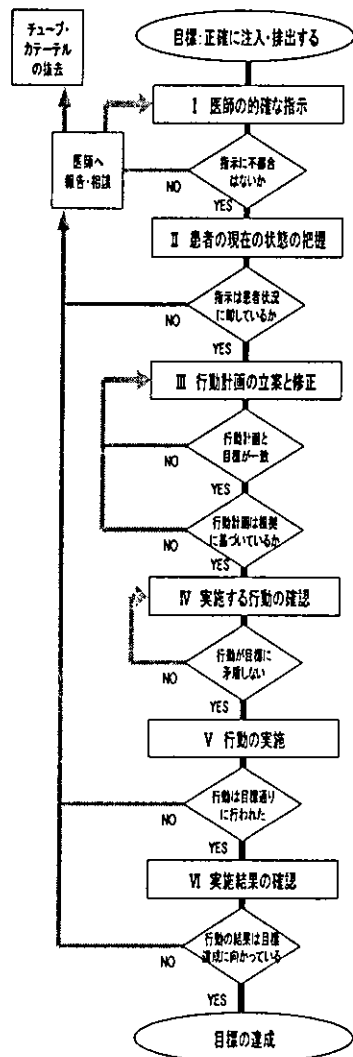 チューブ・
カテーテル
の抜去
目標：正確に注入・排出する
Ⅰ 医師の的確な指示
医師へ
報告・相談
指示に不都合
はないか
NO
YES
Ⅱ 患者の現在の状態の把握
指示は患者状況
に即しているか
NO
YES
Ⅲ 行動計画の立案と修正
行動計画と
目標が一致
NO
YES
行動計画は根拠
に基づいているか
NO
YES
Ⅳ 実施する行動の確認
行動が目標に
矛盾しない
NO
YES
Ⅴ 行動の実施
行動は目標通り
に行われた
NO
YES
Ⅵ 実施結果の確認
行動の結果は目標
達成に向かっている
NO
YES
目標の達成